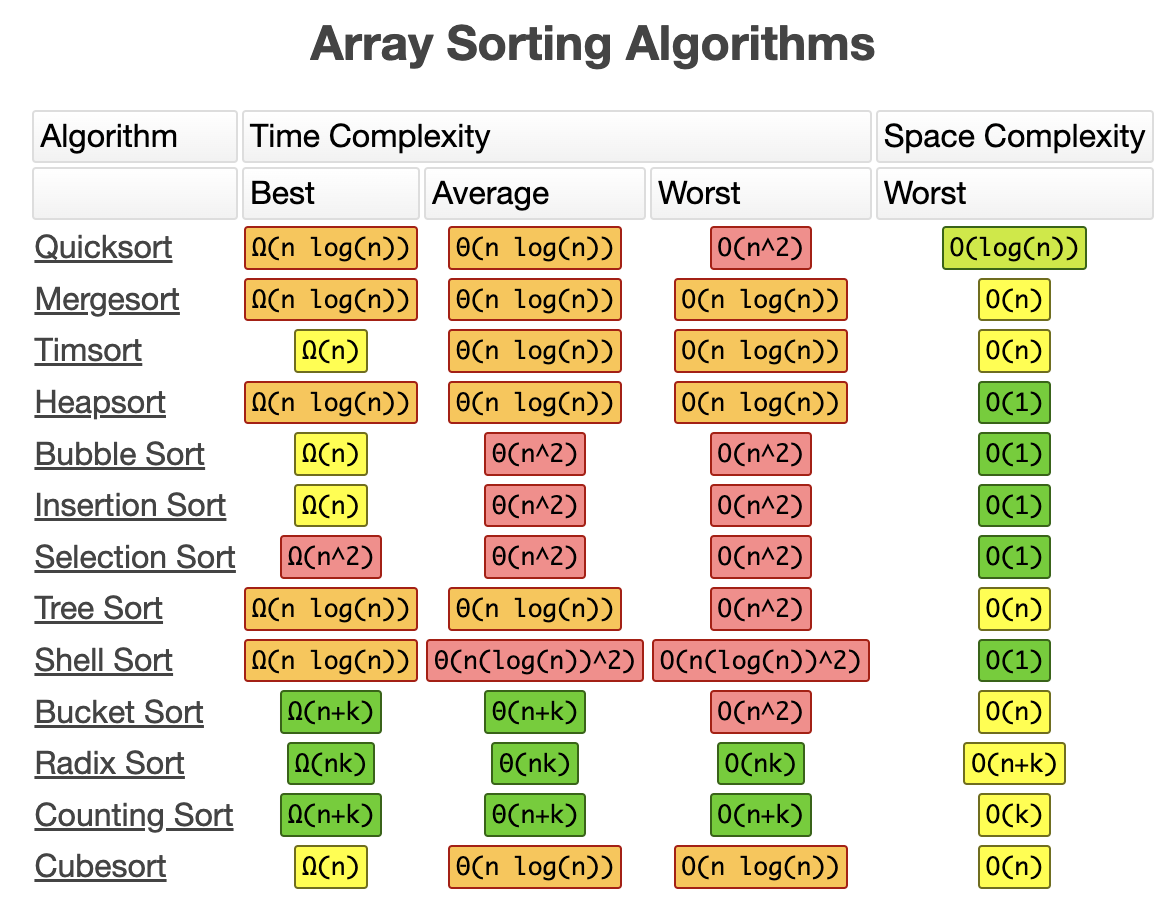 Array Sorting Algorithms
Algorithm Time Complexity Space Complexity
Best Average Worst Worst
Quicksort Ω(n log(n)) Θ(n log(n)) O(n^2) O(log(n))
Mergesort Ω(n log(n)) Θ(n log(n)) O(n log(n)) O(n)
Timsort Ω(n) Θ(n log(n)) O(n log(n)) O(n)
Heapsort Ω(n log(n)) Θ(n log(n)) O(n log(n)) O(1)
Bubble Sort Ω(n) Θ(n^2) O(n^2) O(1)
Insertion Sort Ω(n) Θ(n^2) O(n^2) O(1)
Selection Sort Ω(n^2) Θ(n^2) O(n^2) O(1)
Tree Sort Ω(n log(n)) Θ(n log(n)) O(n^2) O(n)
Shell Sort Ω(n log(n)) Θ(n(log(n))^2) O(n(log(n))^2) O(1)
Bucket Sort Ω(n+k) Θ(n+k) O(n^2) O(n)
Radix Sort Ω(nk) Θ(nk) O(nk) O(n+k)
Counting Sort Ω(n+k) Θ(n+k) O(n+k) O(k)
Cubesort Ω(n) Θ(n log(n)) O(n log(n)) O(n)